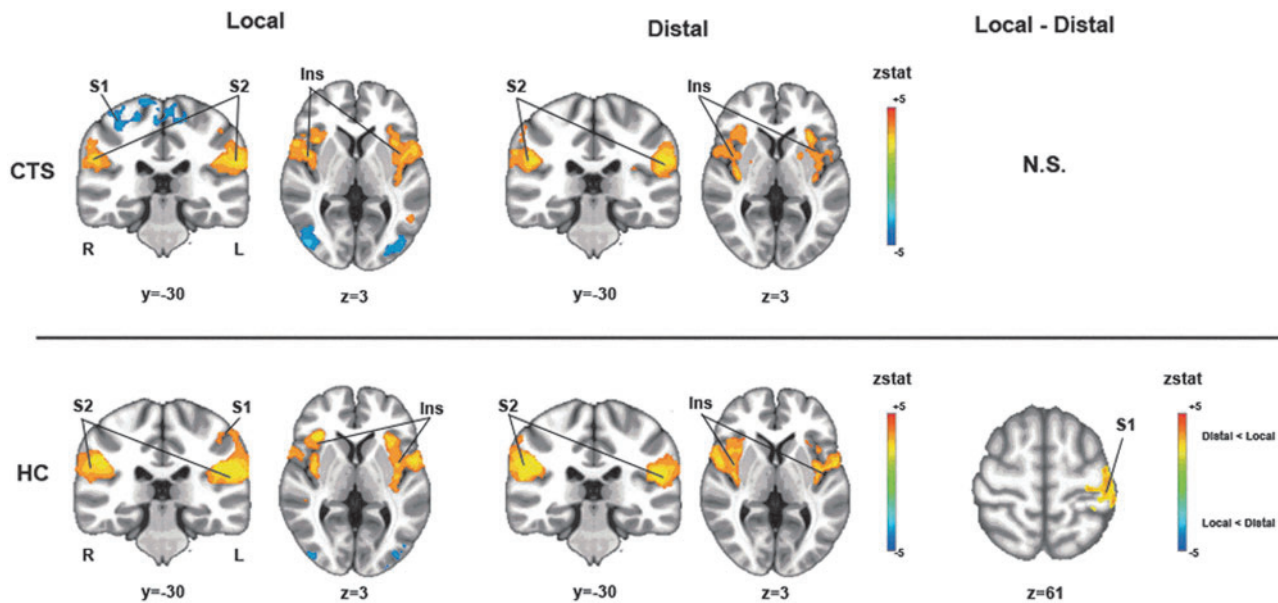 Local
Distal
Local - Distal
S1
S2
Ins
S2
Ins
zstat
+5
-5
CTS
N.S.
R
L
y=-30
z=3
y=-30
z=3
S2
S1
Ins
S2
Ins
zstat
+5
-5
S1
zstat
+5
Distal < Local
Local < Distal
-5
HC
R
L
y=-30
z=3
y=-30
z=3
z=61